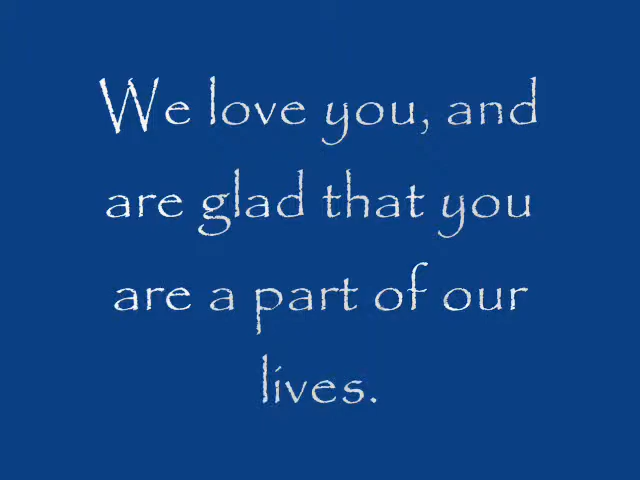 We love you, and
are glad that you
are a part of our
lives.